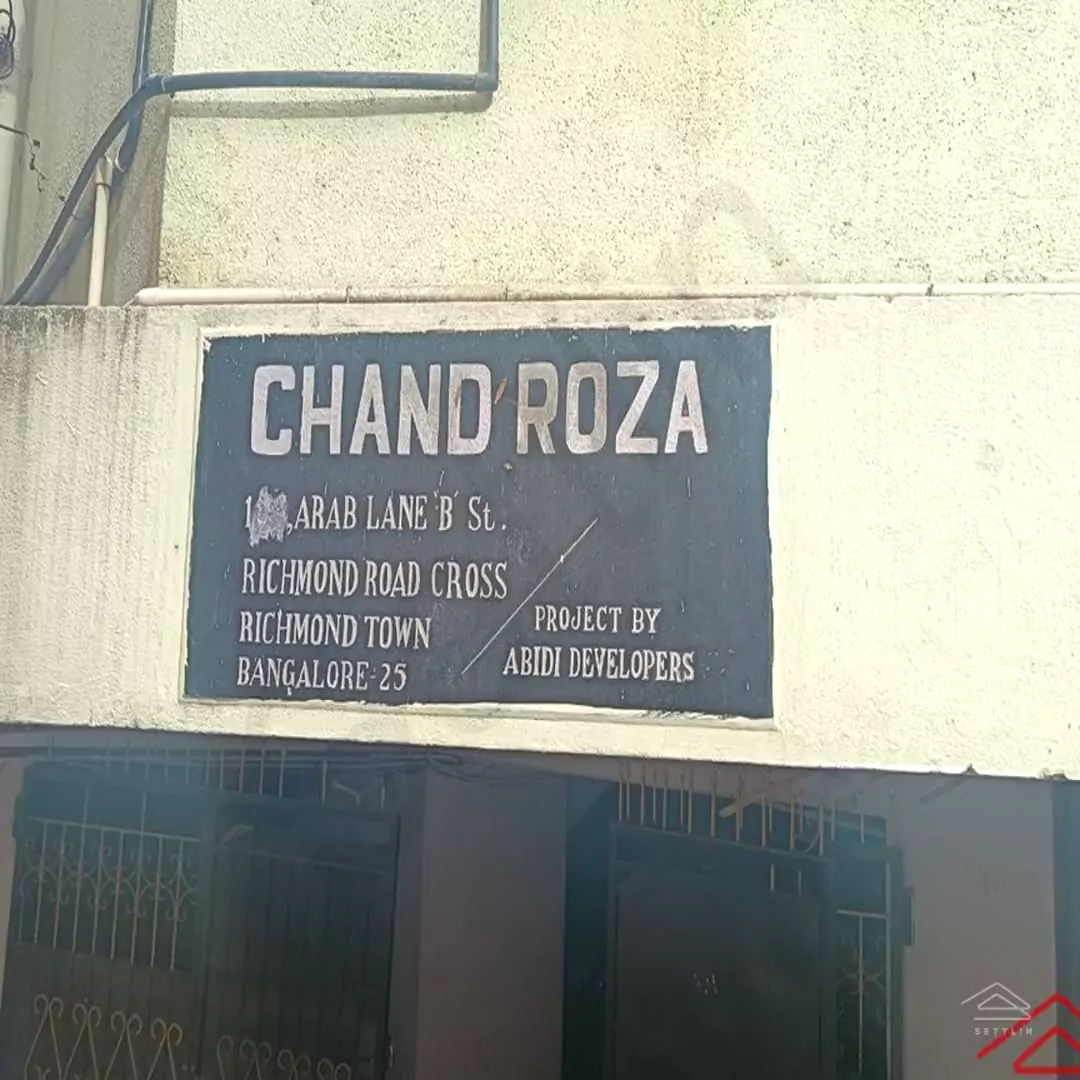 CHAND ROZA
ARAB LANE 'B' St.
RICHMOND ROAD CROSS
RICHMOND TOWN
BANGALORE-25
PROJECT BY
ABIDI DEVELOPERS
SETTLIN